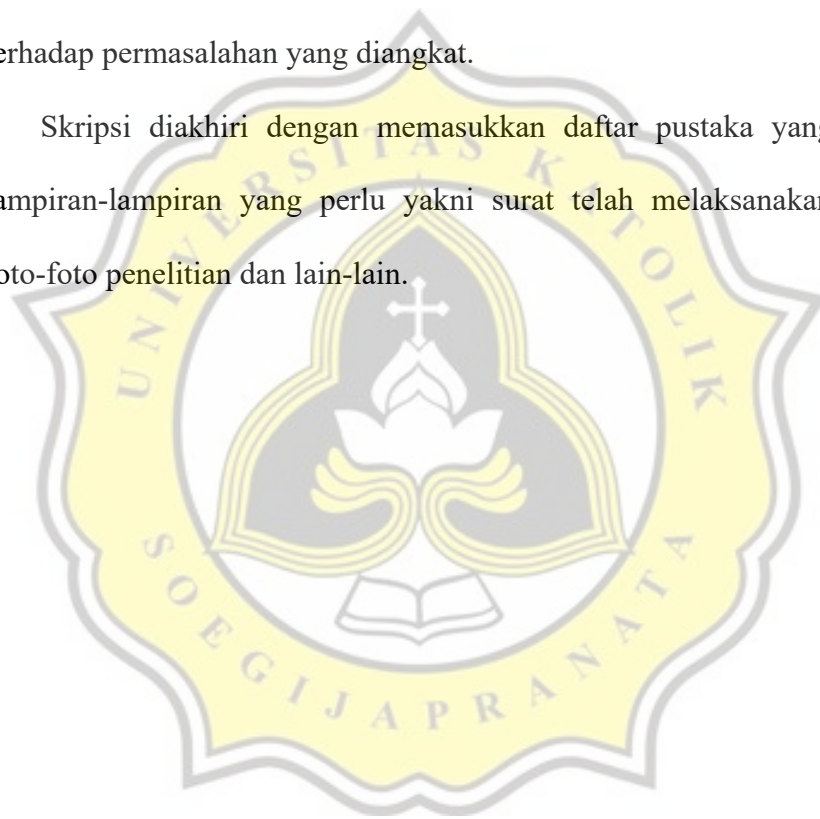 erhadap permasalahan yang diangkat.
Skripsi diakhiri dengan memasukkan daftar pustaka yang
ampiran-lampiran yang perlu yakni surat telah melaksanakan
oto-foto penelitian dan lain-lain.
UNIVERSITAS KATOLIK
SOEGIJAPRANATA